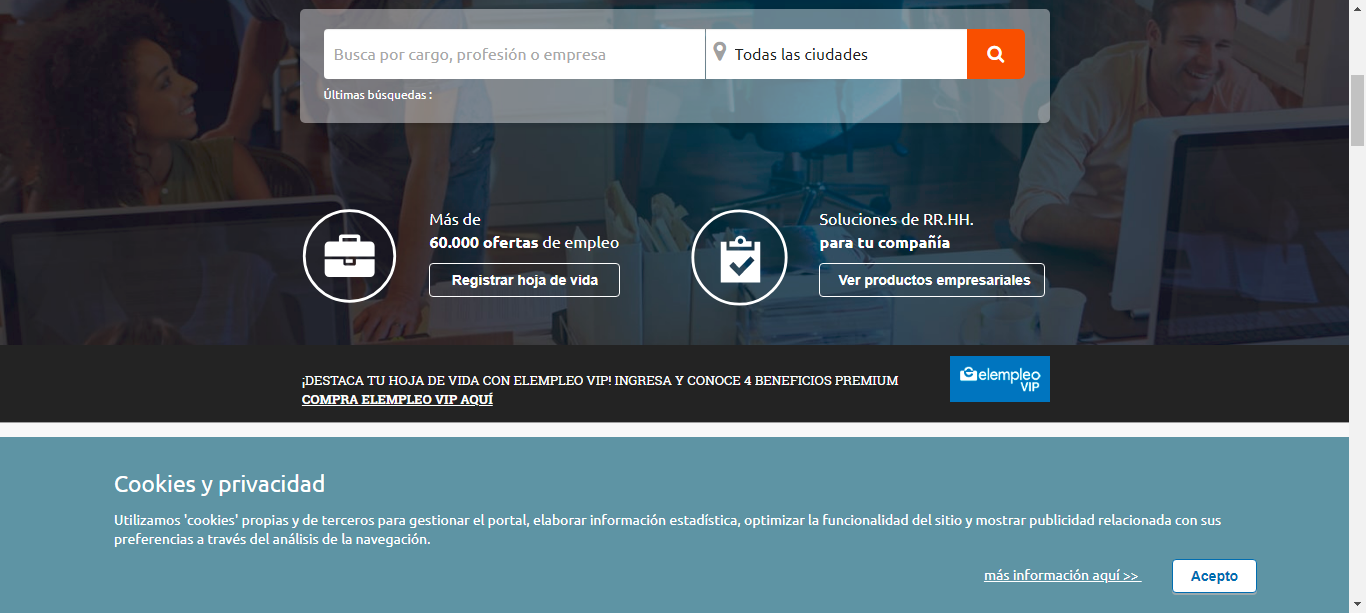 Busca por cargo, profesión o empresa
Todas las ciudades
Últimas búsquedas :
Más de
60.000 ofertas de empleo
Registrar hoja de vida
Soluciones de RR.HH.
para tu compañía
Ver productos empresariales
¡DESTACA TU HOJA DE VIDA CON ELEMPLEO VIP! INGRESA Y CONOCE 4 BENEFICIOS PREMIUM
COMPRA ELEMPLEO VIP AQUÍ
elempleo
VIP
Cookies y privacidad
Utilizamos 'cookies' propias y de terceros para gestionar el portal, elaborar información estadística, optimizar la funcionalidad del sitio y mostrar publicidad relacionada con sus
preferencias a través del análisis de la navegación.
más información aquí >>
Acepto